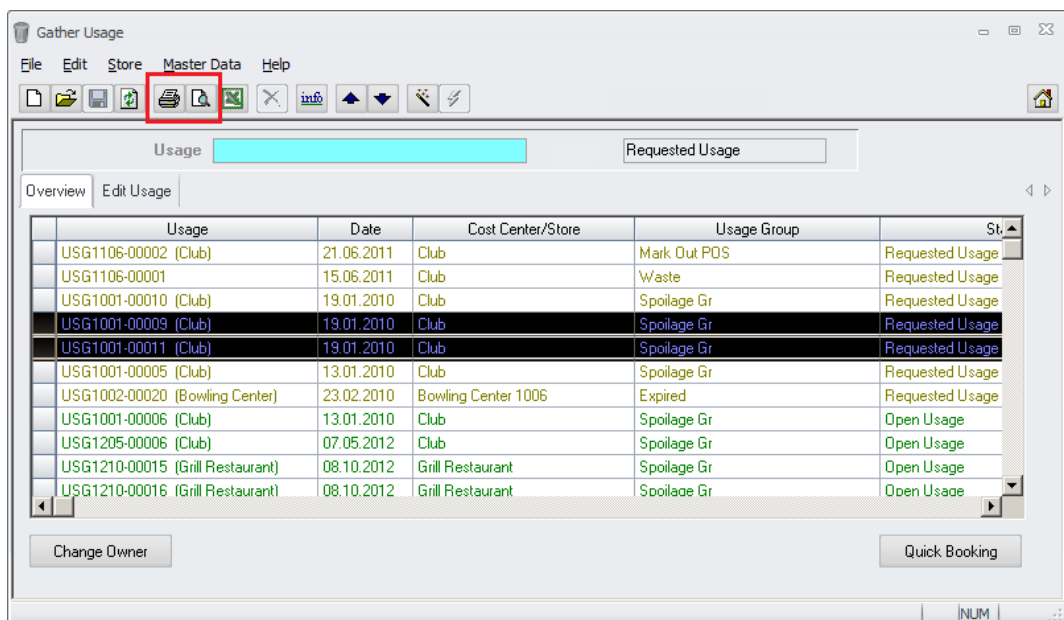 Gather Usage
File Edit Store Master Data Help
info
Usage Requested Usage
Overview Edit Usage
Usage Date Cost Center/Store Usage Group St
USG1106-00002 (Club) 21.06.2011 Club Mark Out POS Requested Usage
USG1106-00001 15.06.2011 Club Waste Requested Usage
USG1001-00010 (Club) 19.01.2010 Club Spoilage Gr Requested Usage
USG1001-00009 (Club) 19.01.2010 Club Spoilage Gr Requested Usage
USG1001-00011 (Club) 19.01.2010 Club Spoilage Gr Requested Usage
USG1001-00005 (Club) 13.01.2010 Club Spoilage Gr Requested Usage
USG1002-00020 (Bowling Center) 23.02.2010 Bowling Center 1006 Expired Requested Usage
USG1001-00006 (Club) 13.01.2010 Club Spoilage Gr Open Usage
USG1205-00006 (Club) 07.05.2012 Club Spoilage Gr Open Usage
USG1210-00015 (Grill Restaurant) 08.10.2012 Grill Restaurant Spoilage Gr Open Usage
USG1210-00016 (Grill Restaurant) 08.10.2012 Grill Restaurant Spoilage Gr Open Usage
Change Owner Quick Booking
NUM